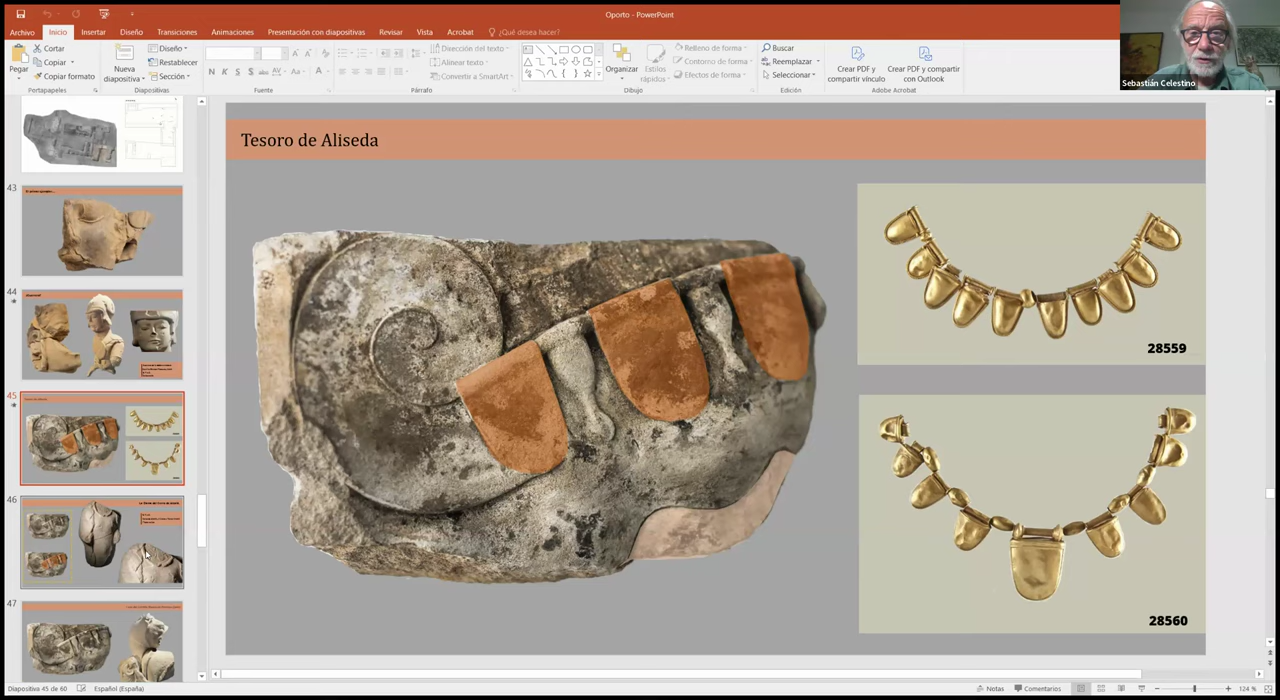 Oporto - PowerPoint
Archivo Inicio Insertar Diseño Transiciones Animaciones Presentación con diapositivas Revisar Vista Acrobat ¿Qué desea hacer?
Pegar
Cortar
Copiar
Copiar formato
Portapapeles
Nueva diapositiva
Diseño
Restablecer
Sección
Diapositivas
N K S S abc AV Aa A
Fuente
Dirección del texto
Alinear texto
Convierte a SmartArt
Párrafo
Organizar
Estilos rápidos
Relleno de forma
Contorno de forma
Efectos de forma
Dibujo
Buscar
Reemplazar
Seleccionar
Edición
Crear PDF y compartir vínculo
Crear PDF y compartir con Outlook
Adobe Acrobat
Sebastián Celestino
43
44
45
46
47
Tesoro de Aliseda
28559
28560
Diapositiva 45 de 60 Español (España)
Notas Comentarios 124 %